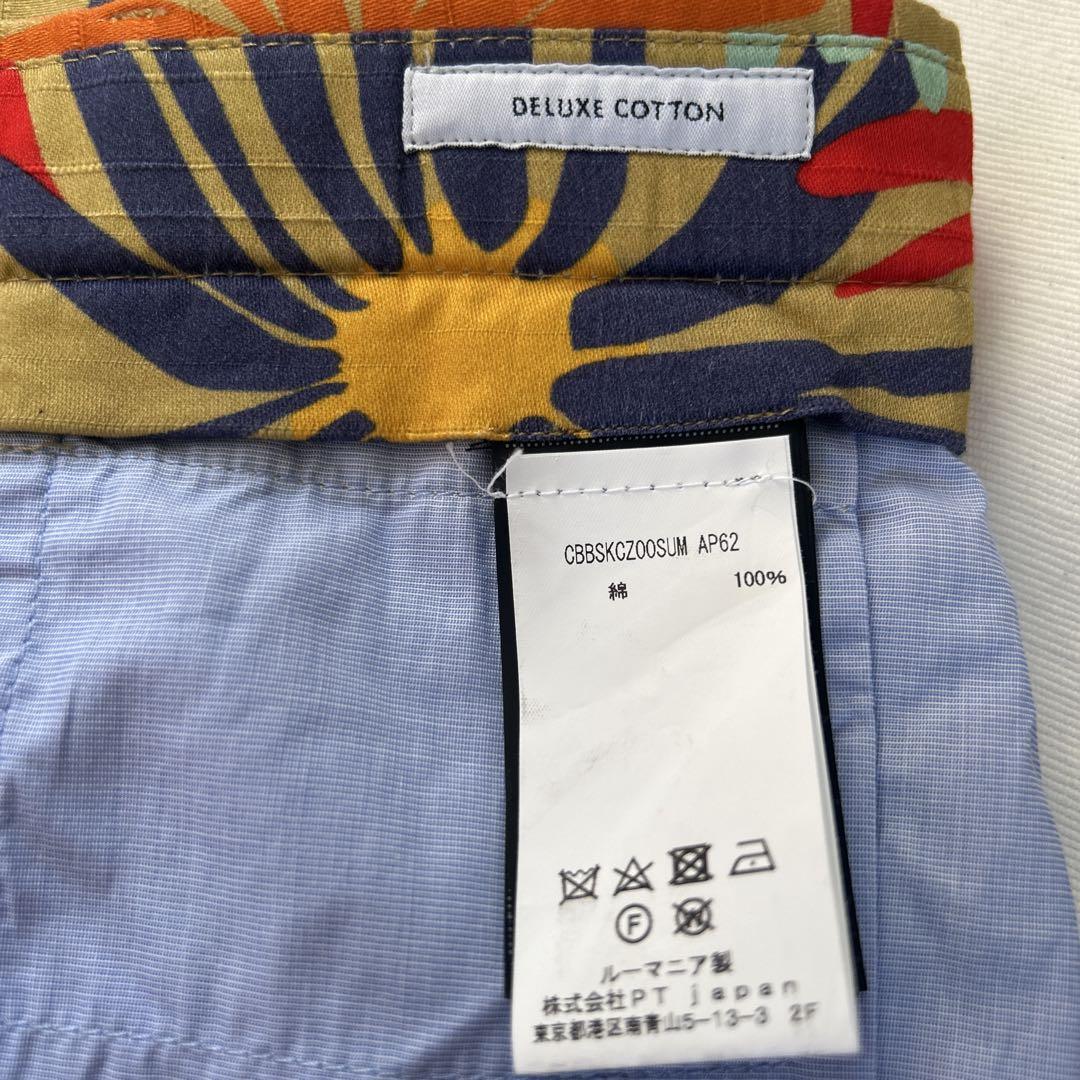 DELUXE COTTON
CBBSKCZ00SUM AP62
綿 100%
F
W
ルーマニア製
株式会社PT japan
東京都港区南青山5-13-3 2F